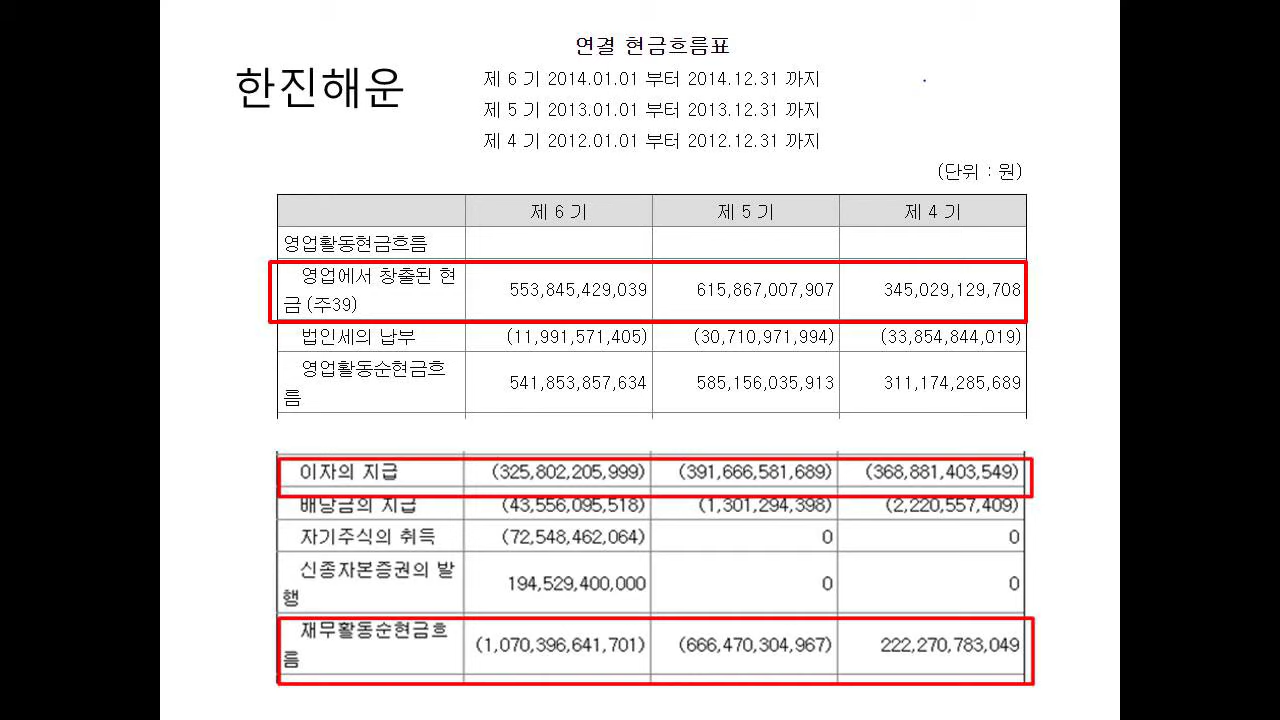 연결 현금흐름표
한진해운
제 6 기 2014.01.01 부터 2014.12.31 까지
제 5 기 2013.01.01 부터 2013.12.31 까지
제 4 기 2012.01.01 부터 2012.12.31 까지
(단위 : 원)
제 6 기 제 5 기 제 4 기
영업활동현금흐름
영업에서 창출된 현
금 (주39) 553,845,429,039 615,867,007,907 345,029,129,708
법인세의 납부 (11,991,571,405) (30,710,971,994) (33,854,844,019)
영업활동순현금흐
름 541,853,857,634 585,156,035,913 311,174,285,689
이자의 지급 (325,802,205,999) (391,666,581,689) (368,881,403,549)
배당금의 지급 (43,556,095,518) (1,301,294,398) (2,220,557,409)
자기주식의 취득 (72,548,462,064) 0 0
신종자본증권의 발
행 194,529,400,000 0 0
재무활동순현금흐
름 (1,070,396,641,701) (666,470,304,967) 222,270,783,049